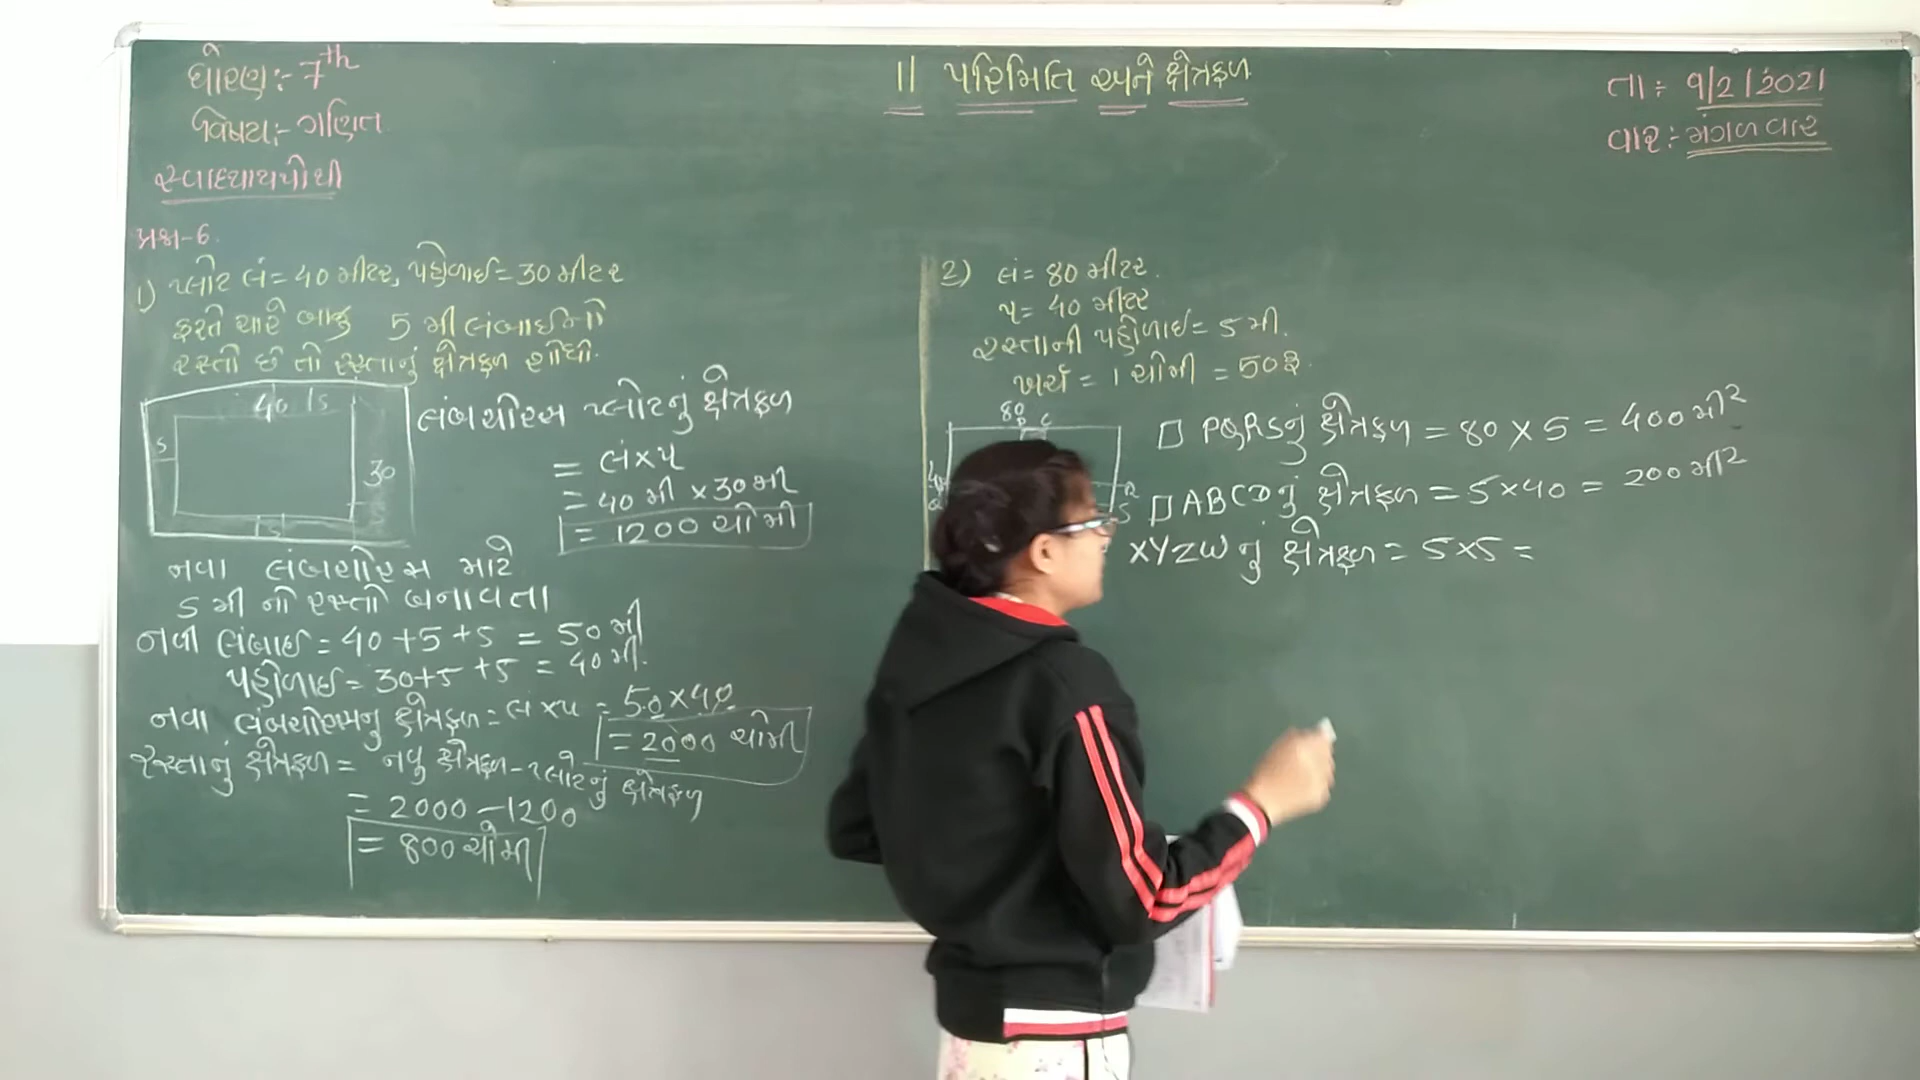 ધોરણ:- 7th
વિષય:- ગણિત
સ્વાધ્યાયપોથી
11 પરિમિતિ અને ક્ષેત્રફળ
તા: 9/2/2021
વાર:- મંગળવાર
પ્રશ્ન-6.
1) પ્લોટ લં = 40 મીટર, પહોળાઈ = 30 મીટર
ફરતે ચારે બાજુ 5 મી લંબાઈનો
રસ્તો છે તો રસ્તાનું ક્ષેત્રફળ શોધો.
40 5
5
30
5
લંબચોરસ પ્લોટનું ક્ષેત્રફળ
= લં×પ
= 40 મી × 30 મી
= 1200 ચોમી
નવા લંબચોરસ માટે
5 મી નો રસ્તો બનાવતા
નવી લંબાઈ = 40 + 5 + 5 = 50 મી
પહોળાઈ = 30+5 +5 = 40 મી.
નવા લંબચોરસનુ ક્ષેત્રફળ = લં ×પ = 50×40
= 2000 ચોમી
રસ્તાનું ક્ષેત્રફળ = નવુ ક્ષેત્રફળ - પ્લોટનું ક્ષેત્રફળ
= 2000 - 1200
= 800 ચોમી
2) લં = 80 મીટર.
પ = 40 મીટર
રસ્તાની પહોળાઈ = 5 મી.
ખર્ચ = 1 ચોમી = 50 રૂ.
80
D C
R
S
□ PQRSનું ક્ષેત્રફળ = 80 × 5 = 400 મી²
□ ABCD નું ક્ષેત્રફળ = 5×40 = 200 મી²
XYZW નું ક્ષેત્રફળ = 5×5 =